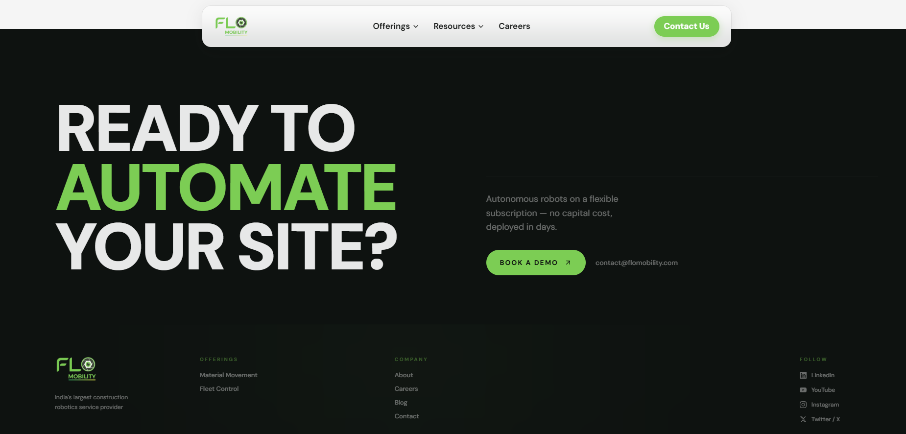 FLO
MOBILITY
Offerings
Resources
Careers
Contact Us
READY TO
AUTOMATE
YOUR SITE?
Autonomous robots on a flexible
subscription — no capital cost,
deployed in days.
BOOK A DEMO
contact@flomobility.com
FLO
MOBILITY
India's largest construction
robotics service provider
OFFERINGS
Material Movement
Fleet Control
COMPANY
About
Careers
Blog
Contact
FOLLOW
LinkedIn
YouTube
Instagram
Twitter / X